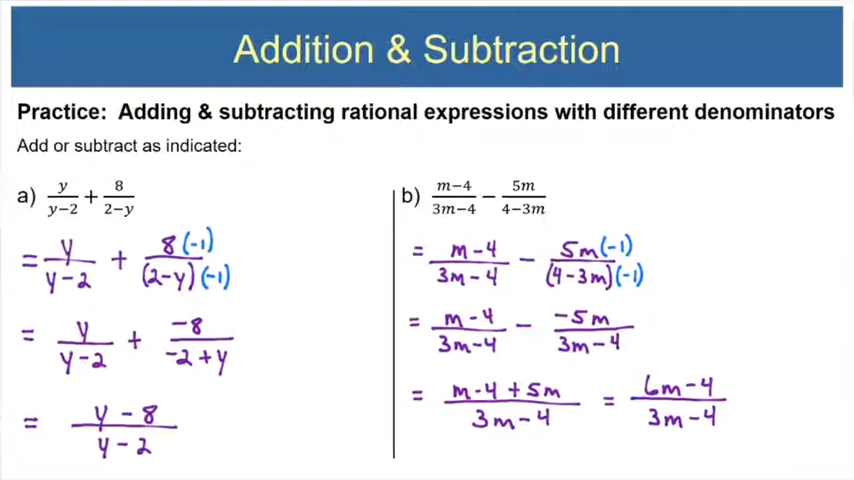 Addition & Subtraction
Practice: Adding & subtracting rational expressions with different denominators
Add or subtract as indicated:
a) y/(y−2) + 8/(2−y)
= y/(y−2) + 8(-1)/(2−y)(-1)
= y/(y−2) + -8/(-2+y)
= (y−8)/(y−2)
b) (m−4)/(3m−4) − 5m/(4−3m)
= (m−4)/(3m−4) − 5m(-1)/(4−3m)(-1)
= (m−4)/(3m−4) − -5m/(3m−4)
= (m-4+5m)/(3m−4) = (6m−4)/(3m−4)